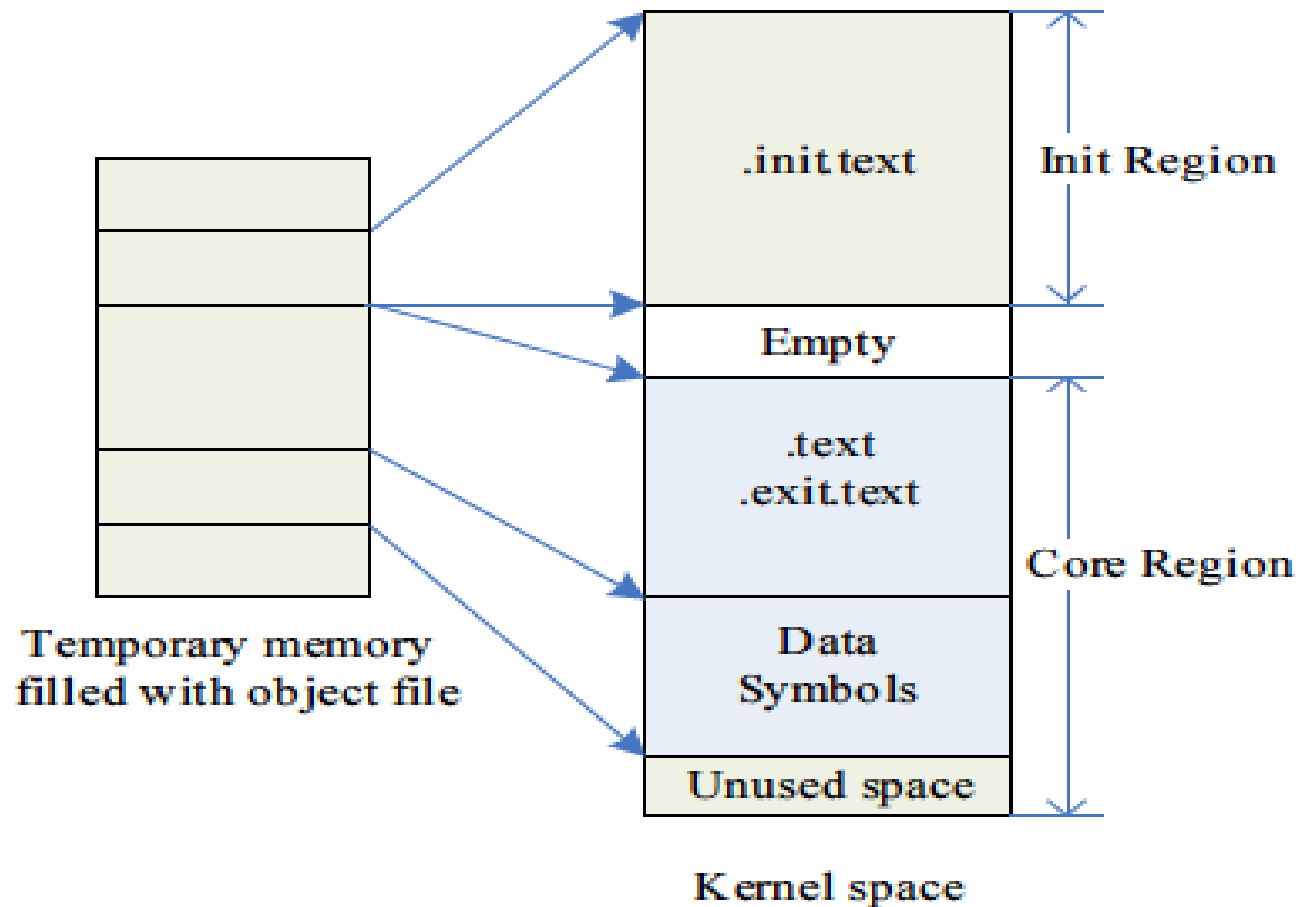 .init.text
Init Region
Empty
.text
.exit.text
Core Region
Data
Symbols
Unused space
Temporary memory
filled with object file
Kernel space